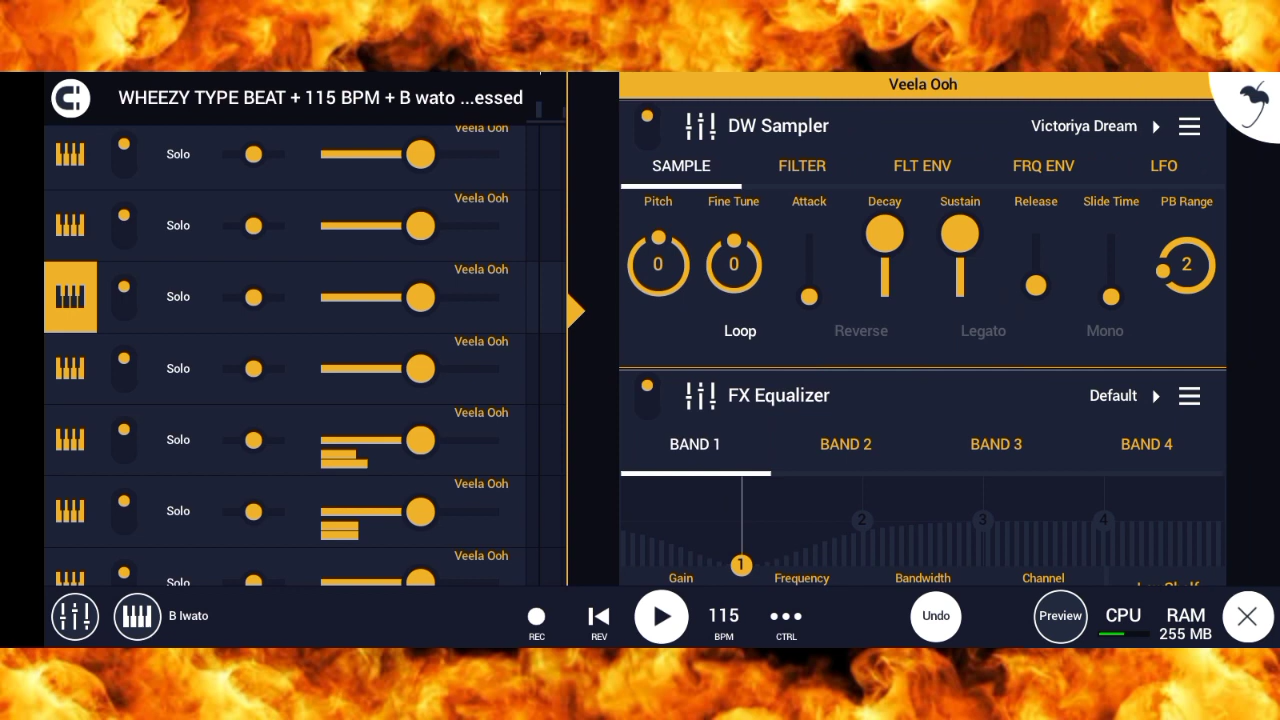 WHEEZY TYPE BEAT + 115 BPM + B wato ...essed
Veela Ooh
Solo
Veela Ooh
Solo
Veela Ooh
Solo
Veela Ooh
Solo
Veela Ooh
Solo
Veela Ooh
Solo
Veela Ooh
Solo
Veela Ooh
DW Sampler
Victoriya Dream
SAMPLE FILTER FLT ENV FRQ ENV LFO
Pitch Fine Tune Attack Decay Sustain Release Slide Time PB Range
0 0 2
Loop Reverse Legato Mono
FX Equalizer
Default
BAND 1 BAND 2 BAND 3 BAND 4
2 3 4
1
Gain Frequency Bandwidth Channel
Low Shelf
B Iwato
REC
REV
115
BPM
CTRL
Undo
Preview
CPU
RAM
255 MB